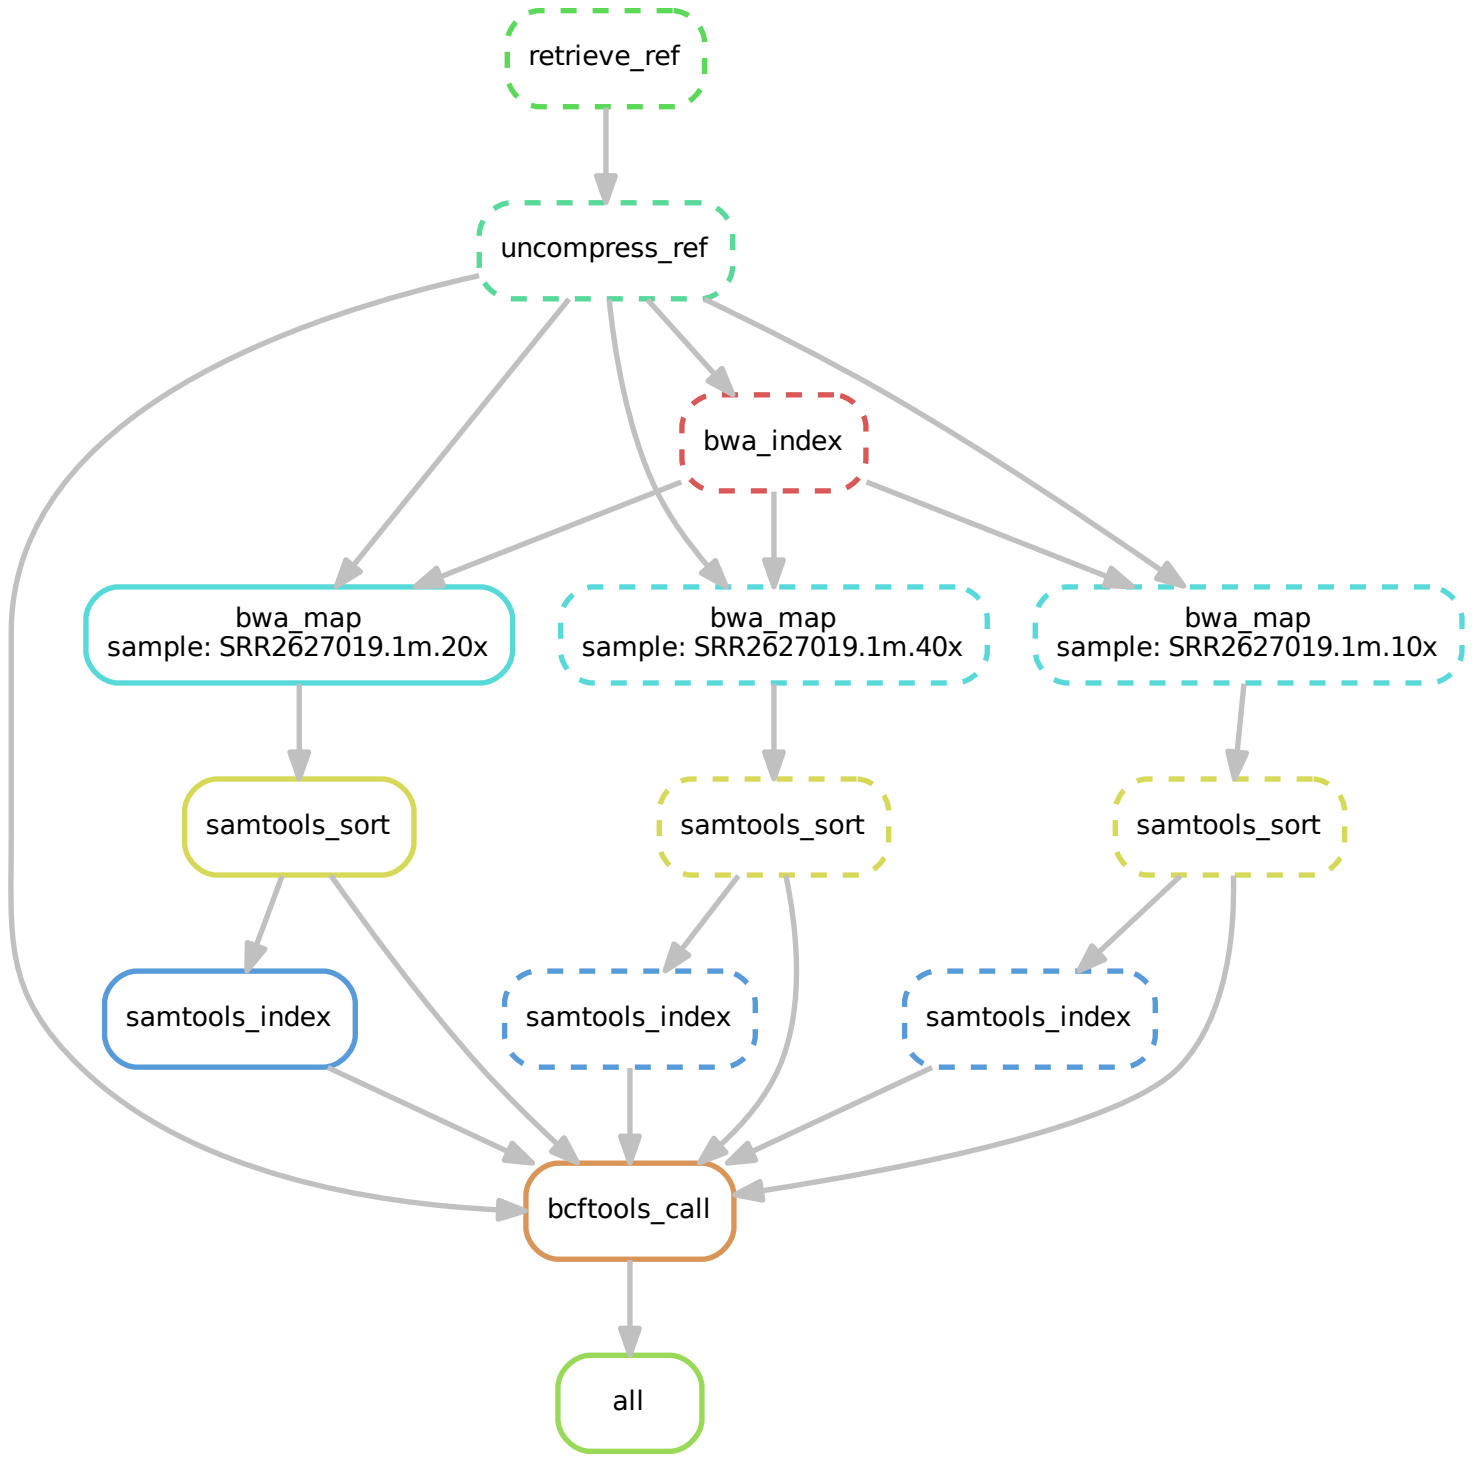 retrieve_ref
uncompress_ref
bwa_index
bwa_map
sample: SRR2627019.1m.20x
bwa_map
sample: SRR2627019.1m.40x
bwa_map
sample: SRR2627019.1m.10x
samtools_sort
samtools_sort
samtools_sort
samtools_index
samtools_index
samtools_index
bcftools_call
all